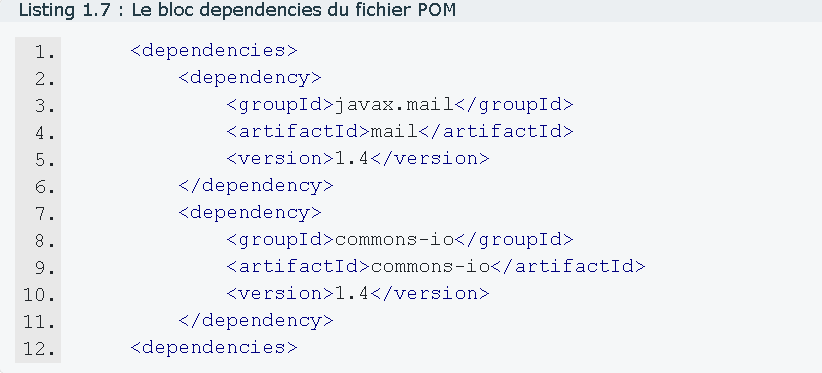 Listing 1.7 : Le bloc dependencies du fichier POM
1. <dependencies>
2. <dependency>
3. <groupId>javax.mail</groupId>
4. <artifactId>mail</artifactId>
5. <version>1.4</version>
6. </dependency>
7. <dependency>
8. <groupId>commons-io</groupId>
9. <artifactId>commons-io</artifactId>
10. <version>1.4</version>
11. </dependency>
12. <dependencies>